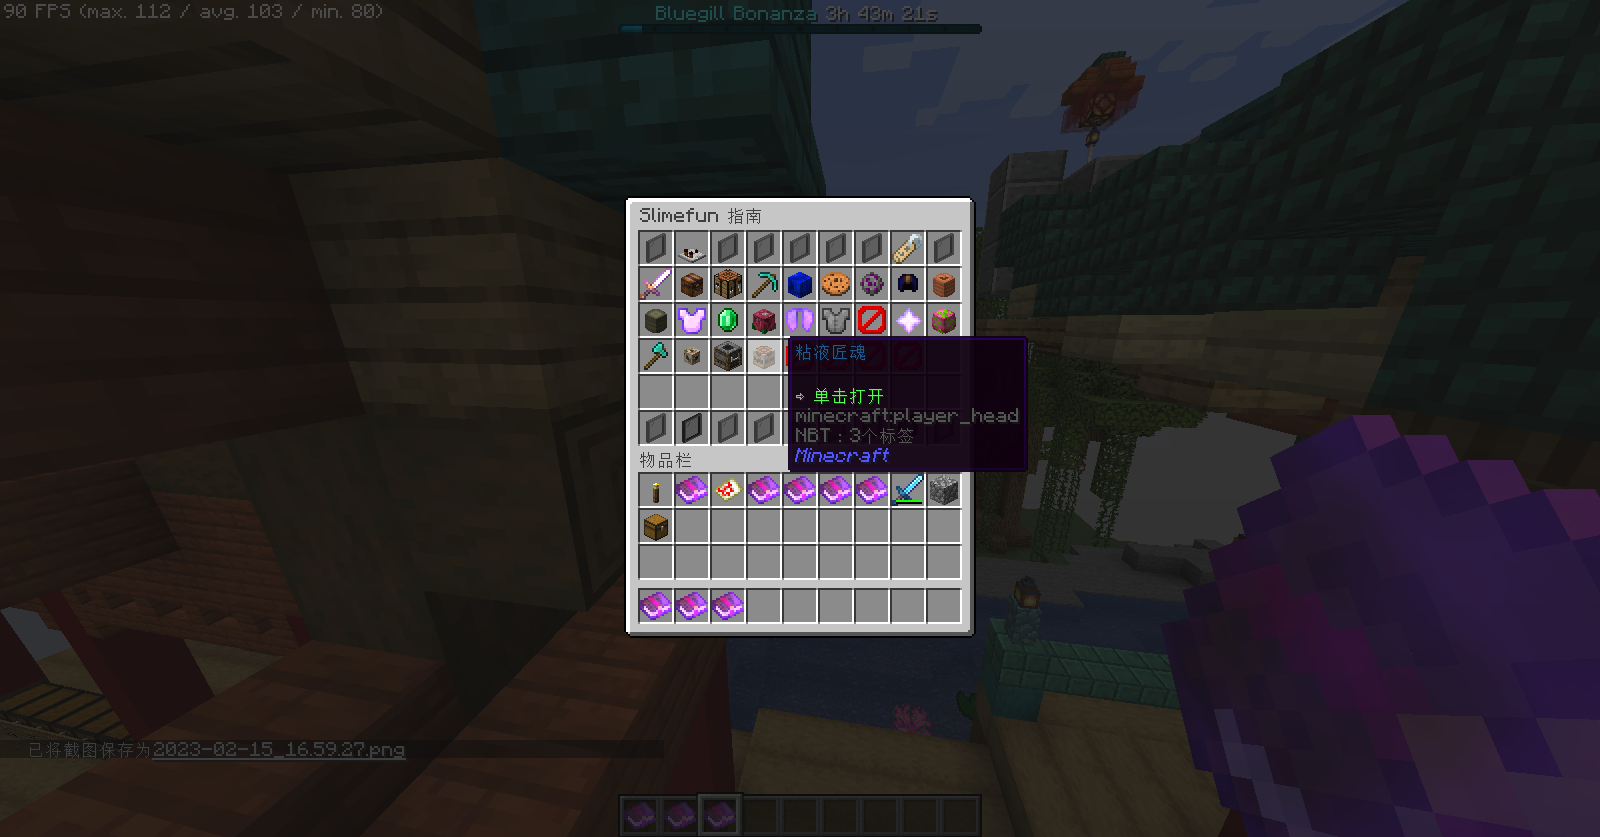 90 FPS (max. 112 / avg. 103 / min. 80)
Bluegill Bonanza 3h 43m 21s
Slimefun 指南
粘液匠魂
➩ 单击打开
minecraft:player_head
NBT：3个标签
Minecraft
物品栏
已将截图保存为2023-02-15_16.59.27.png